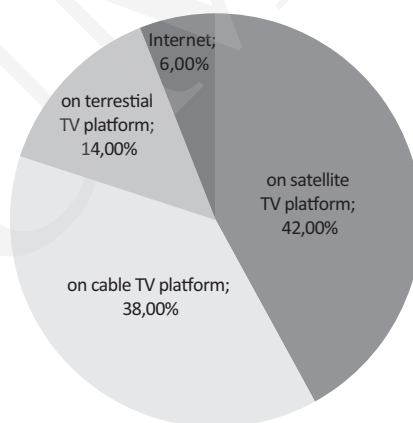 Internet;
6,00%
on terrestial
TV platform;
14,00%
on satellite
TV platform;
42,00%
on cable TV platform;
38,00%